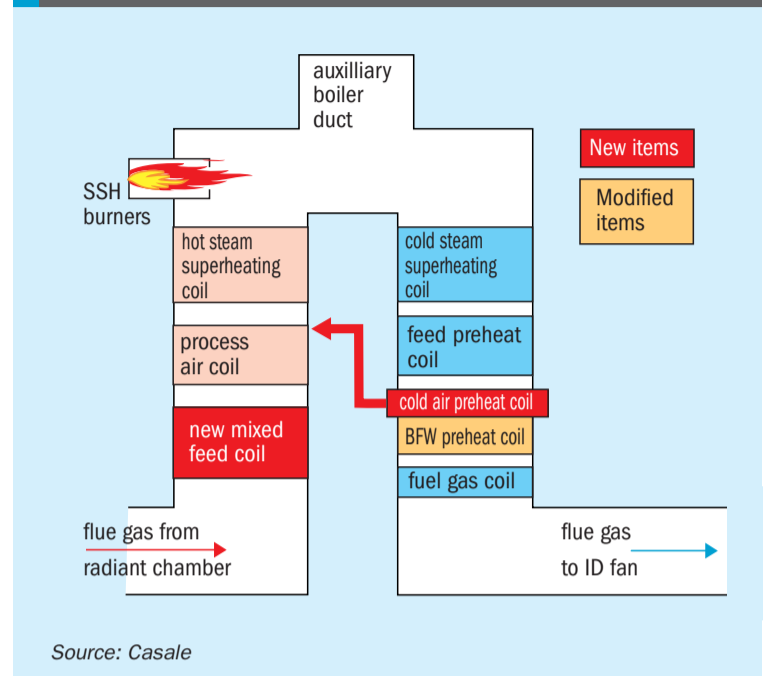 auxilliary
boiler
duct
New items
Modified
items
SSH
burners
hot steam
superheating
coil
cold steam
superheating
coil
process
air coil
feed preheat
coil
cold air preheat coil
new mixed
feed coil
BFW preheat coil
fuel gas coil
flue gas from
radiant chamber
flue gas
to ID fan
Source: Casale